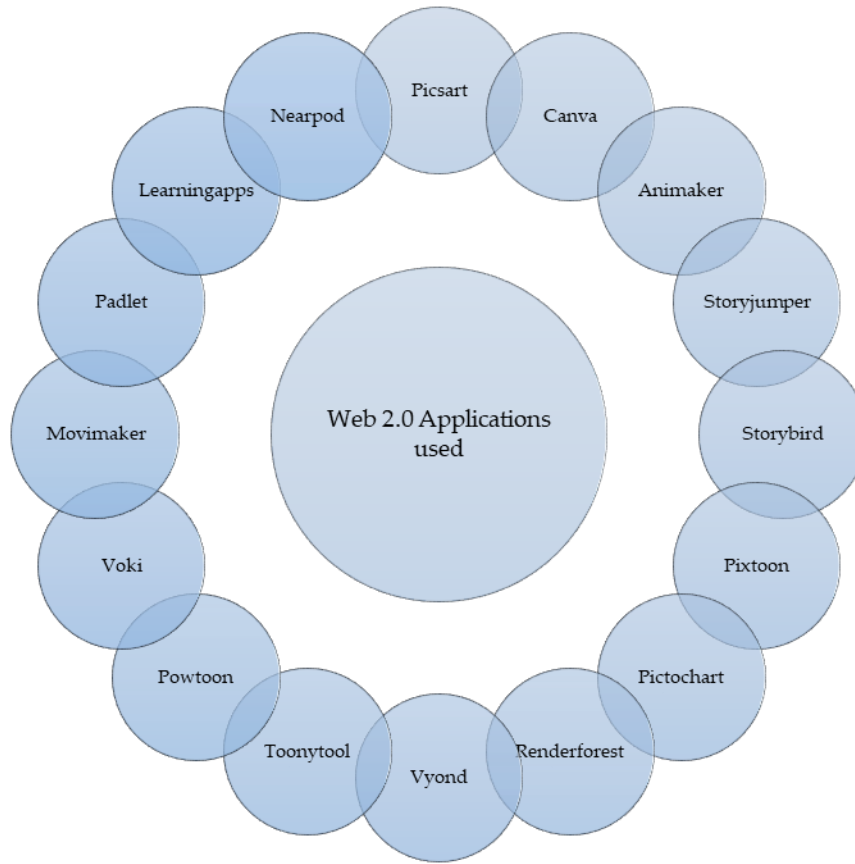 Picsart
Canva
Animaker
Storyjumper
Storybird
Pixtoon
Pictochart
Renderforest
Vyond
Toonytool
Powtoon
Voki
Movimaker
Padlet
Learningapps
Nearpod
Web 2.0 Applications
used